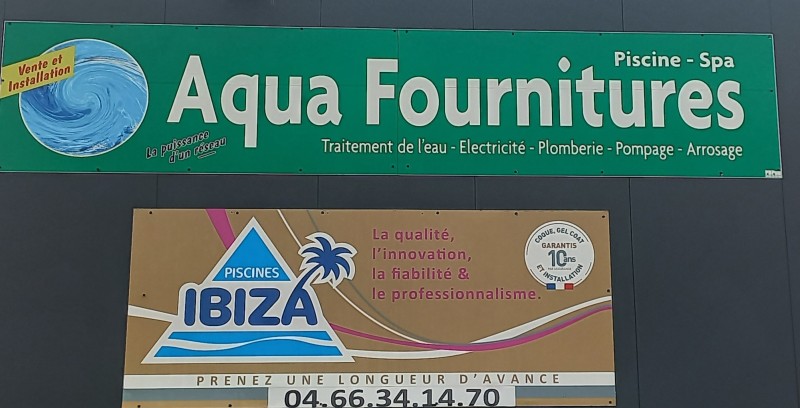 Vente et
Installation
La puissance
d'un réseau
Piscine - Spa
Aqua Fournitures
Traitement de l'eau - Electricité - Plomberie - Pompage - Arrosage
PISCINES
IBIZA
La qualité,
l'innovation,
la fiabilité &
le professionnalisme.
COQUE, GEL COAT
GARANTIS
10 ans
ET INSTALLATION
PRENEZ UNE LONGUEUR D'AVANCE
04.66.34.14.70